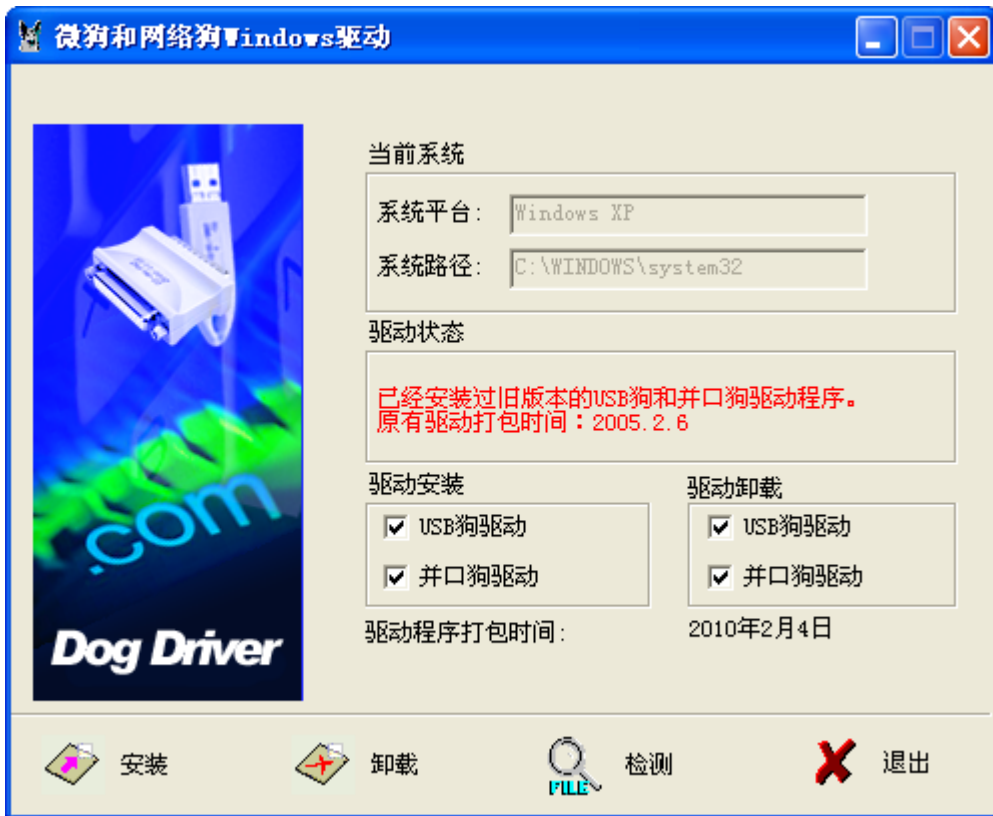 微狗和网络狗Windows驱动
.com
Dog Driver
当前系统
系统平台: Windows XP
系统路径: C:\WINDOWS\system32
驱动状态
已经安装过旧版本的USB狗和并口狗驱动程序。
原有驱动打包时间：2005.2.6
驱动安装
USB狗驱动
并口狗驱动
驱动卸载
USB狗驱动
并口狗驱动
驱动程序打包时间: 2010年2月4日
安装
卸载
FILE
检测
退出